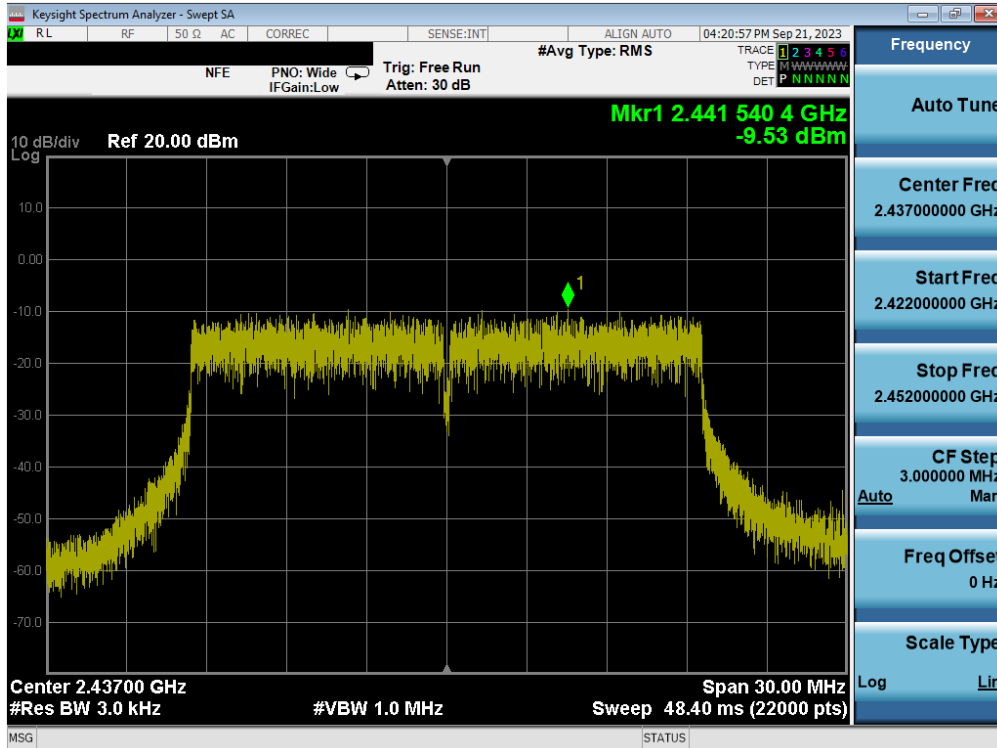 Keysight Spectrum Analyzer - Swept SA
LXI RL RF 50 Ω AC CORREC SENSE:INT ALIGN AUTO 04:20:57 PM Sep 21, 2023
#Avg Type: RMS TRACE 1 2 3 4 5 6
TYPE M WWWWW
DET P N N N N N
NFE PNO: Wide Trig: Free Run
IFGain:Low Atten: 30 dB
Mkr1 2.441 540 4 GHz
-9.53 dBm
10 dB/div Ref 20.00 dBm
Log
10.0
0.00
-10.0
-20.0
-30.0
-40.0
-50.0
-60.0
-70.0
1
Center 2.43700 GHz Span 30.00 MHz
#Res BW 3.0 kHz #VBW 1.0 MHz Sweep 48.40 ms (22000 pts)
MSG STATUS
Frequency
Auto Tune
Center Freq
2.437000000 GHz
Start Freq
2.422000000 GHz
Stop Freq
2.452000000 GHz
CF Step
3.000000 MHz
Auto Man
Freq Offset
0 Hz
Scale Type
Log Lin